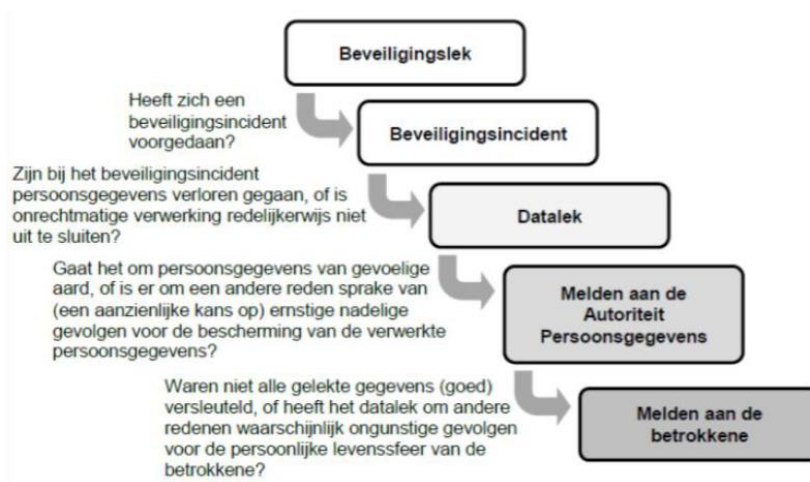 Beveiligingslek
Heeft zich een
beveiligingsincident
voorgedaan?
Beveiligingsincident
Zijn bij het beveiligingsincident
persoonsgegevens verloren gegaan, of is
onrechtmatige verwerking redelijkerwijs niet
uit te sluiten?
Datalek
Gaat het om persoonsgegevens van gevoelige
aard, of is er om een andere reden sprake van
(een aanzienlijke kans op) ernstige nadelige
gevolgen voor de bescherming van de verwerkte
persoonsgegevens?
Melden aan de
Autoriteit
Persoonsgegevens
Waren niet alle gelekte gegevens (goed)
versleuteld, of heeft het datalek om andere
redenen waarschijnlijk ongunstige gevolgen
voor de persoonlijke levenssfeer van de
betrokkene?
Melden aan de
betrokkene